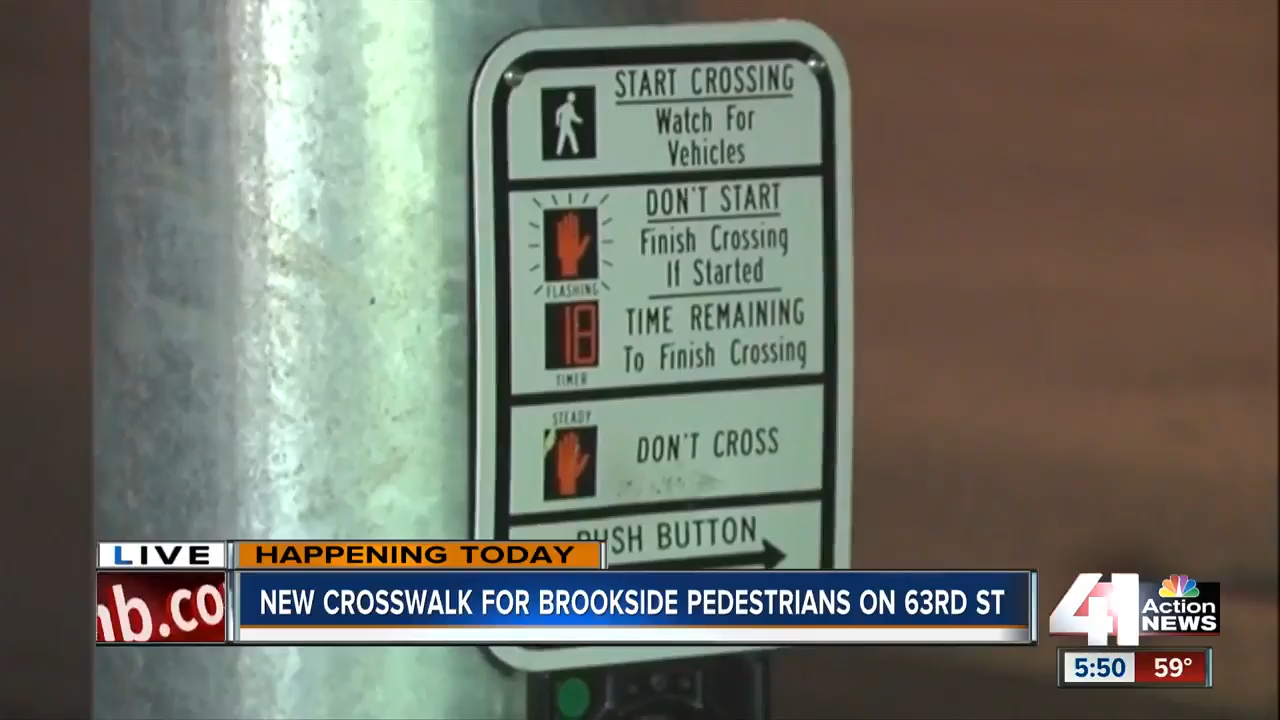 START CROSSING
Watch For
Vehicles
DON'T START
Finish Crossing
If Started
FLASHING
18
TIME REMAINING
To Finish Crossing
TIMER
STEADY
DON'T CROSS
PUSH BUTTON
LIVE
HAPPENING TODAY
hb.co
NEW CROSSWALK FOR BROOKSIDE PEDESTRIANS ON 63RD ST
41
Action
NEWS
5:50
59°